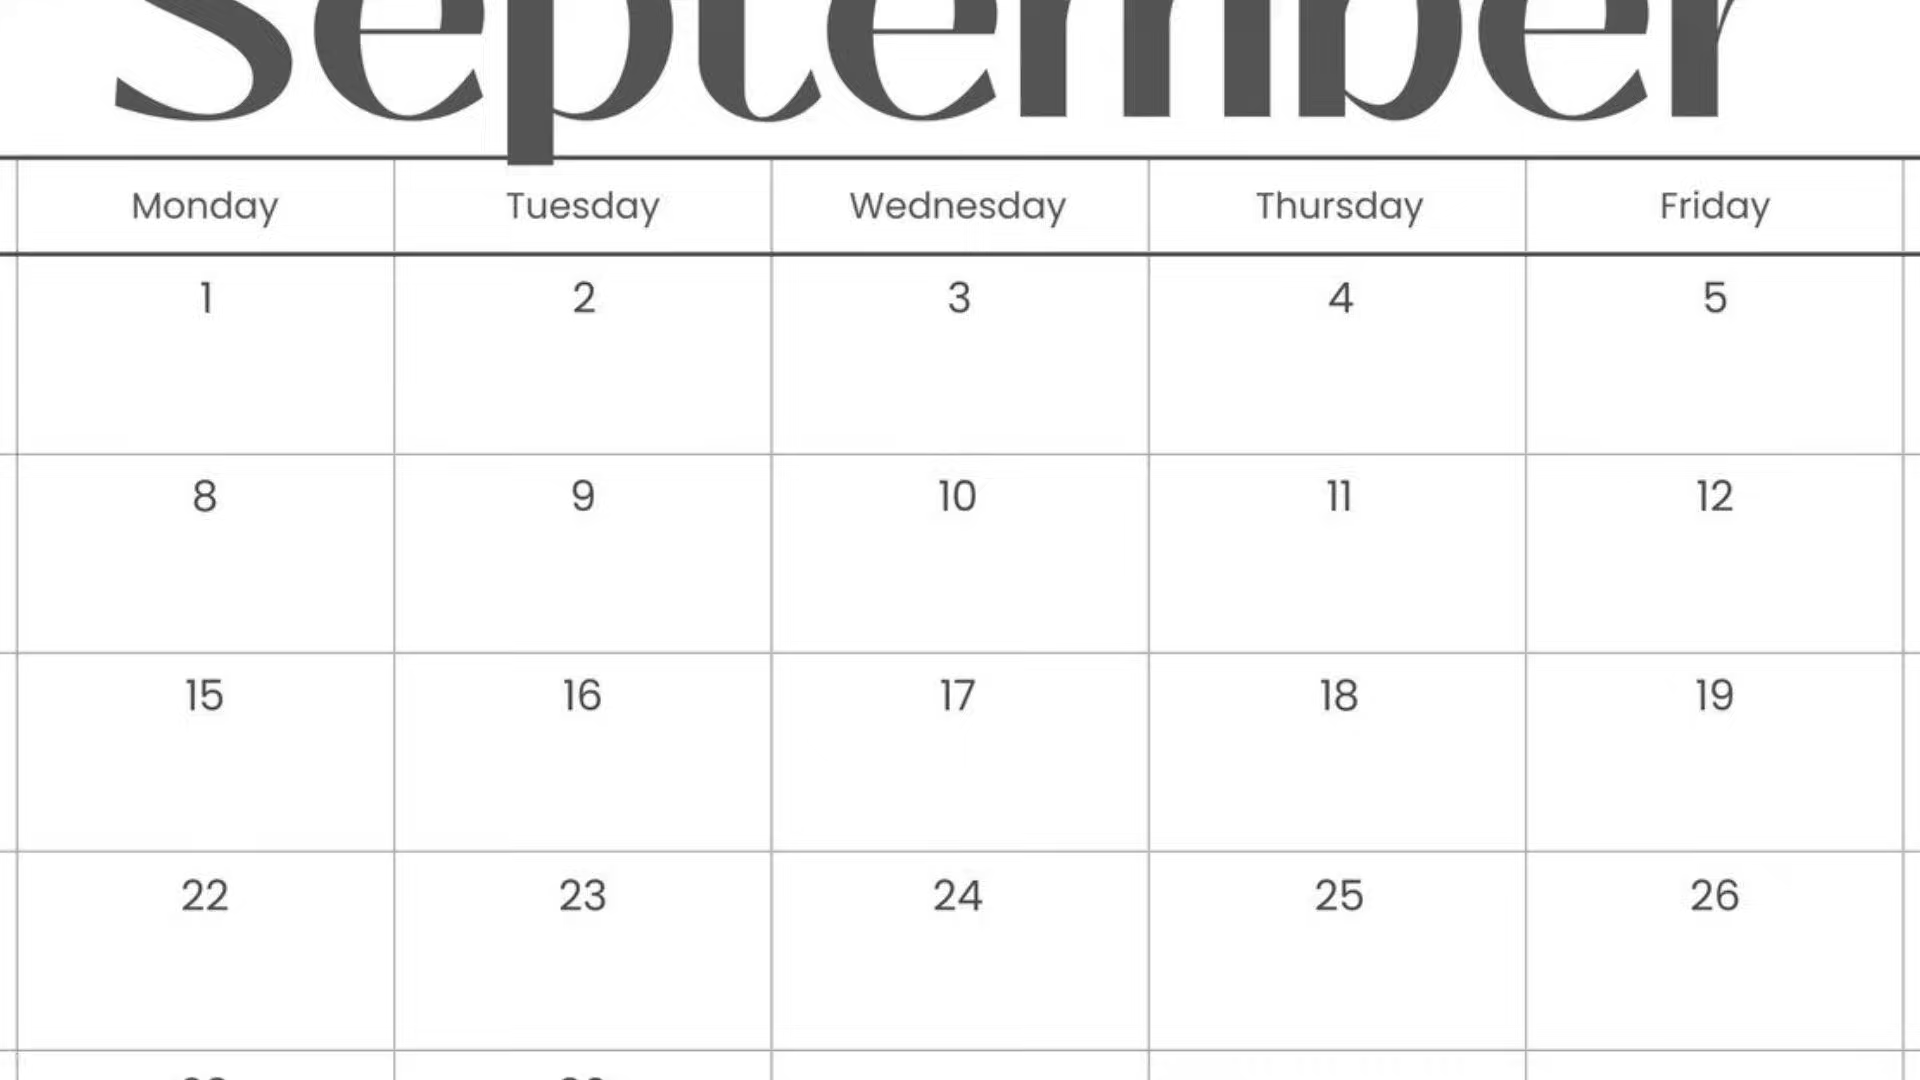 September
Monday Tuesday Wednesday Thursday Friday
1 2 3 4 5
8 9 10 11 12
15 16 17 18 19
22 23 24 25 26